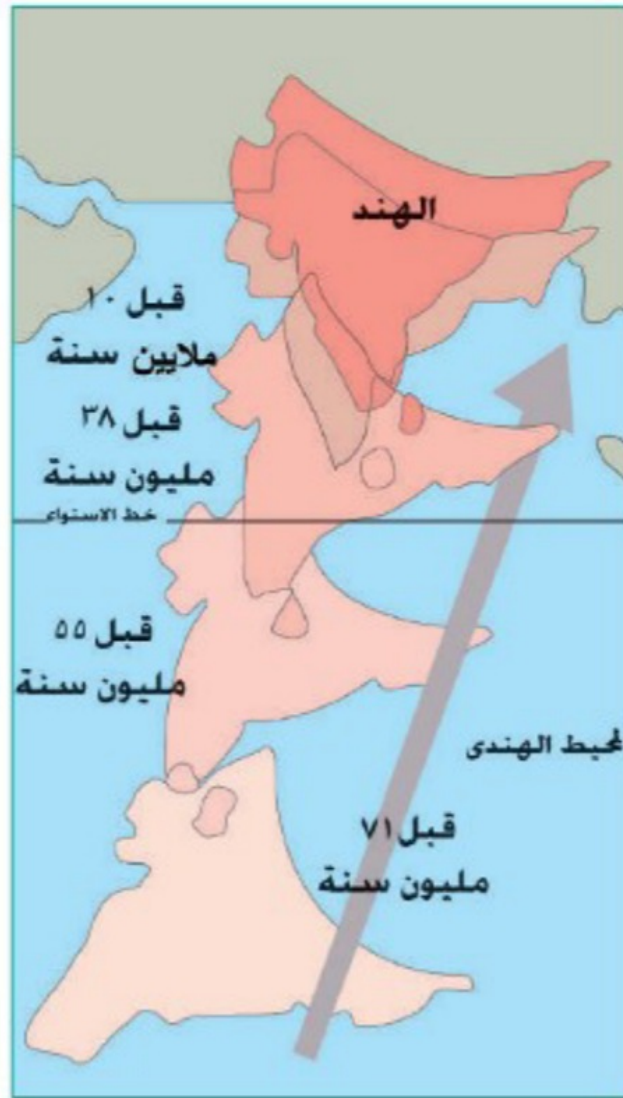 الهند
قبل ١٠
ملايين سنة
قبل ٣٨
مليون سنة
خط الاستواء
قبل ٥٥
مليون سنة
لمحيط الهندى
قبل ٧١
مليون سنة